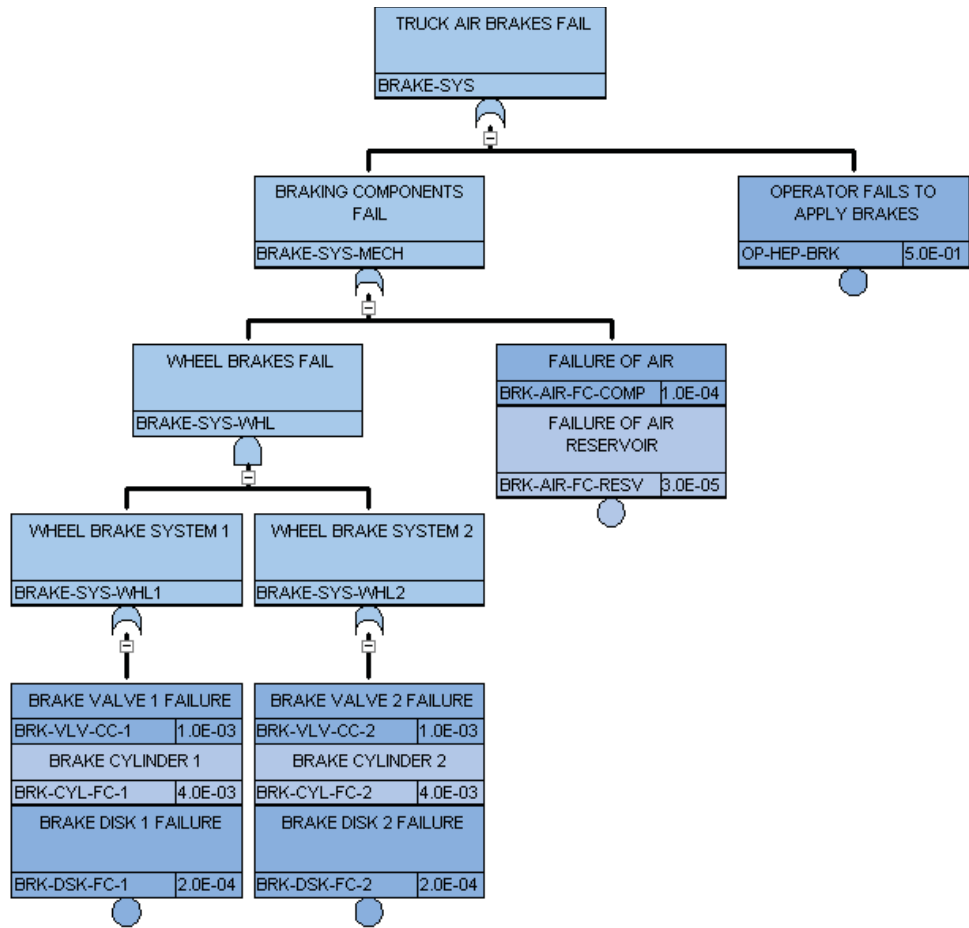 TRUCK AIR BRAKES FAIL
BRAKE-SYS
BRAKING COMPONENTS
FAIL
BRAKE-SYS-MECH
OPERATOR FAILS TO
APPLY BRAKES
OP-HEP-BRK 5.0E-01
WHEEL BRAKES FAIL
BRAKE-SYS-WHL
FAILURE OF AIR
BRK-AIR-FC-COMP 1.0E-04
FAILURE OF AIR
RESERVOIR
BRK-AIR-FC-RESV 3.0E-05
WHEEL BRAKE SYSTEM 1
BRAKE-SYS-WHL1
WHEEL BRAKE SYSTEM 2
BRAKE-SYS-WHL2
BRAKE VALVE 1 FAILURE
BRK-VLV-CC-1 1.0E-03
BRAKE CYLINDER 1
BRK-CYL-FC-1 4.0E-03
BRAKE DISK 1 FAILURE
BRK-DSK-FC-1 2.0E-04
BRAKE VALVE 2 FAILURE
BRK-VLV-CC-2 1.0E-03
BRAKE CYLINDER 2
BRK-CYL-FC-2 4.0E-03
BRAKE DISK 2 FAILURE
BRK-DSK-FC-2 2.0E-04